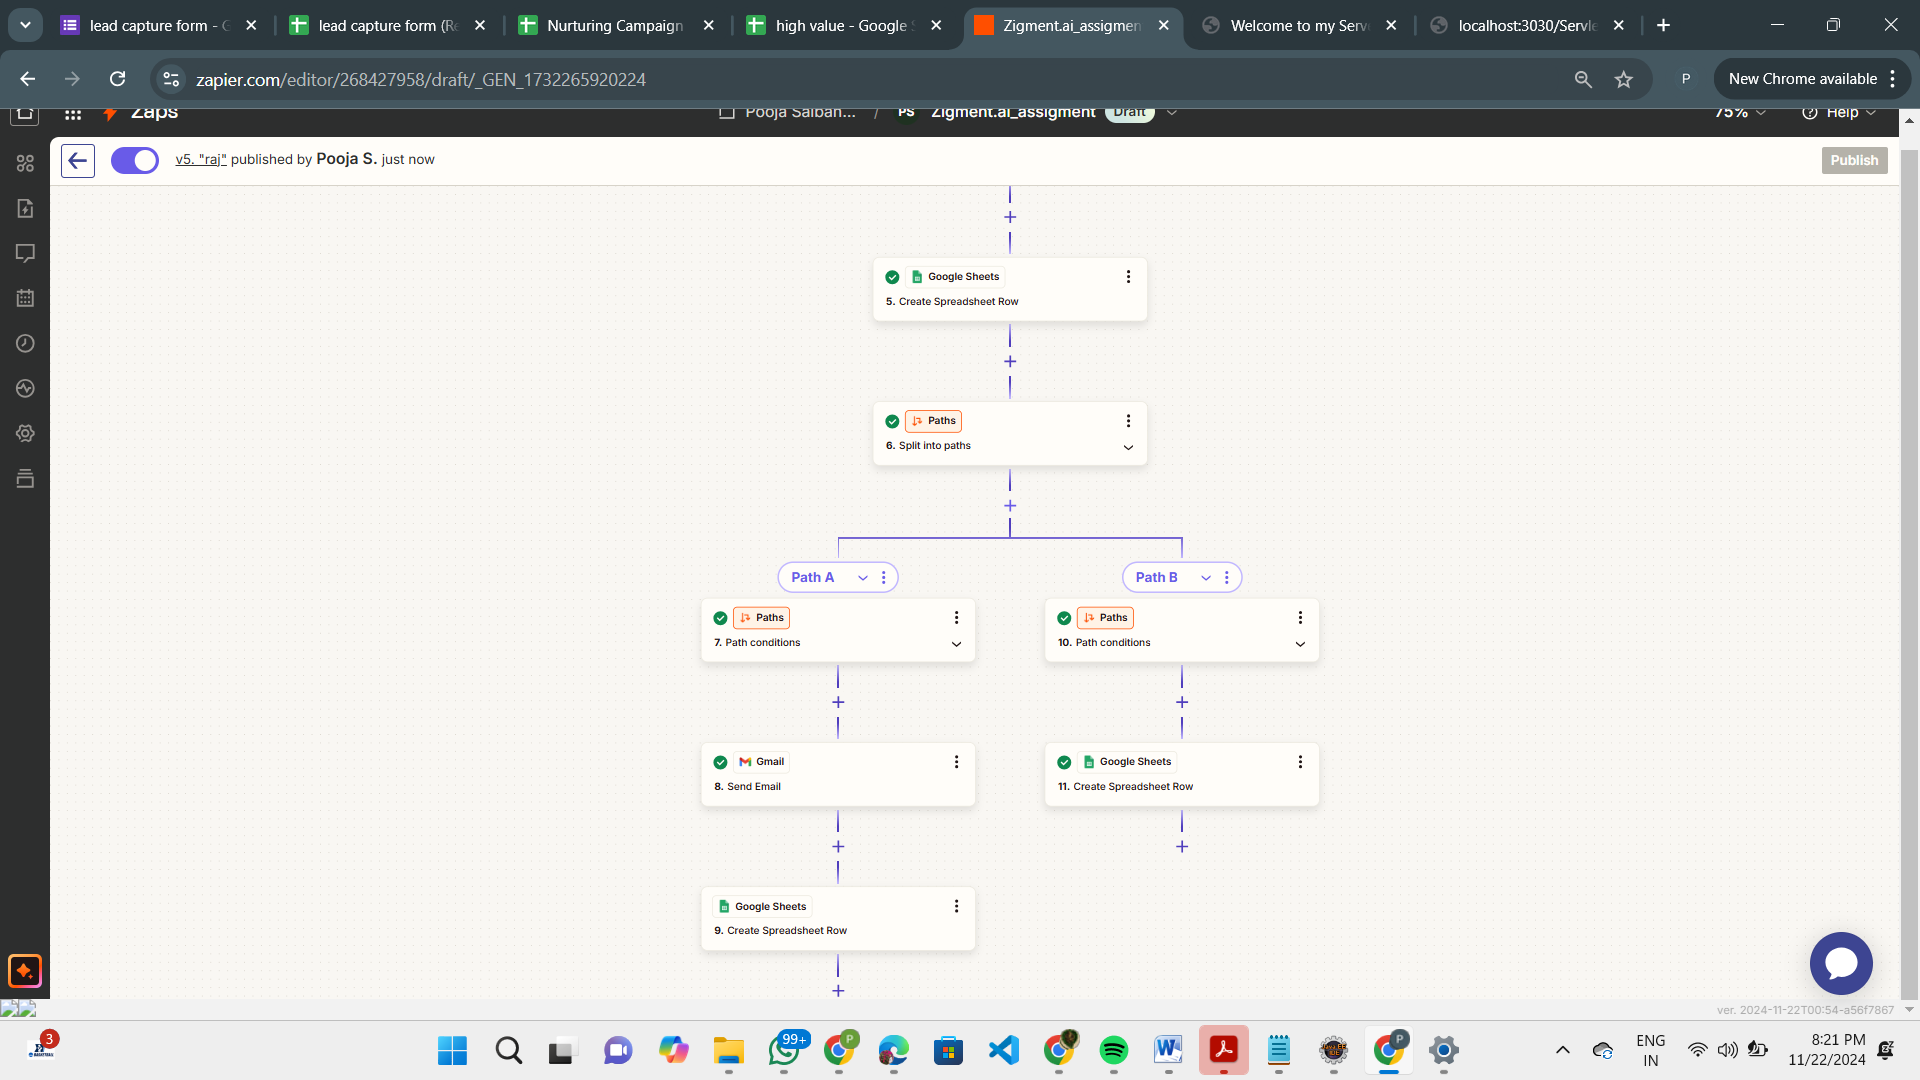 lead capture form - G
lead capture form (Re
Nurturing Campaign
high value - Google S
Zigment.ai_assigmen
Welcome to my Serv
localhost:3030/Servle
zapier.com/editor/268427958/draft/_GEN_1732265920224
P
New Chrome available
Zaps
Pooja Salban... / PS Zigment.ai_assigment Draft
75%
Help
v5. "raj" published by Pooja S. just now
Publish
Google Sheets
5. Create Spreadsheet Row
Paths
6. Split into paths
Path A
Path B
Paths
7. Path conditions
Paths
10. Path conditions
Gmail
8. Send Email
Google Sheets
11. Create Spreadsheet Row
Google Sheets
9. Create Spreadsheet Row
ver. 2024-11-22T00:54-a56f7867
3
99+
P
P
ENG
IN
8:21 PM
11/22/2024